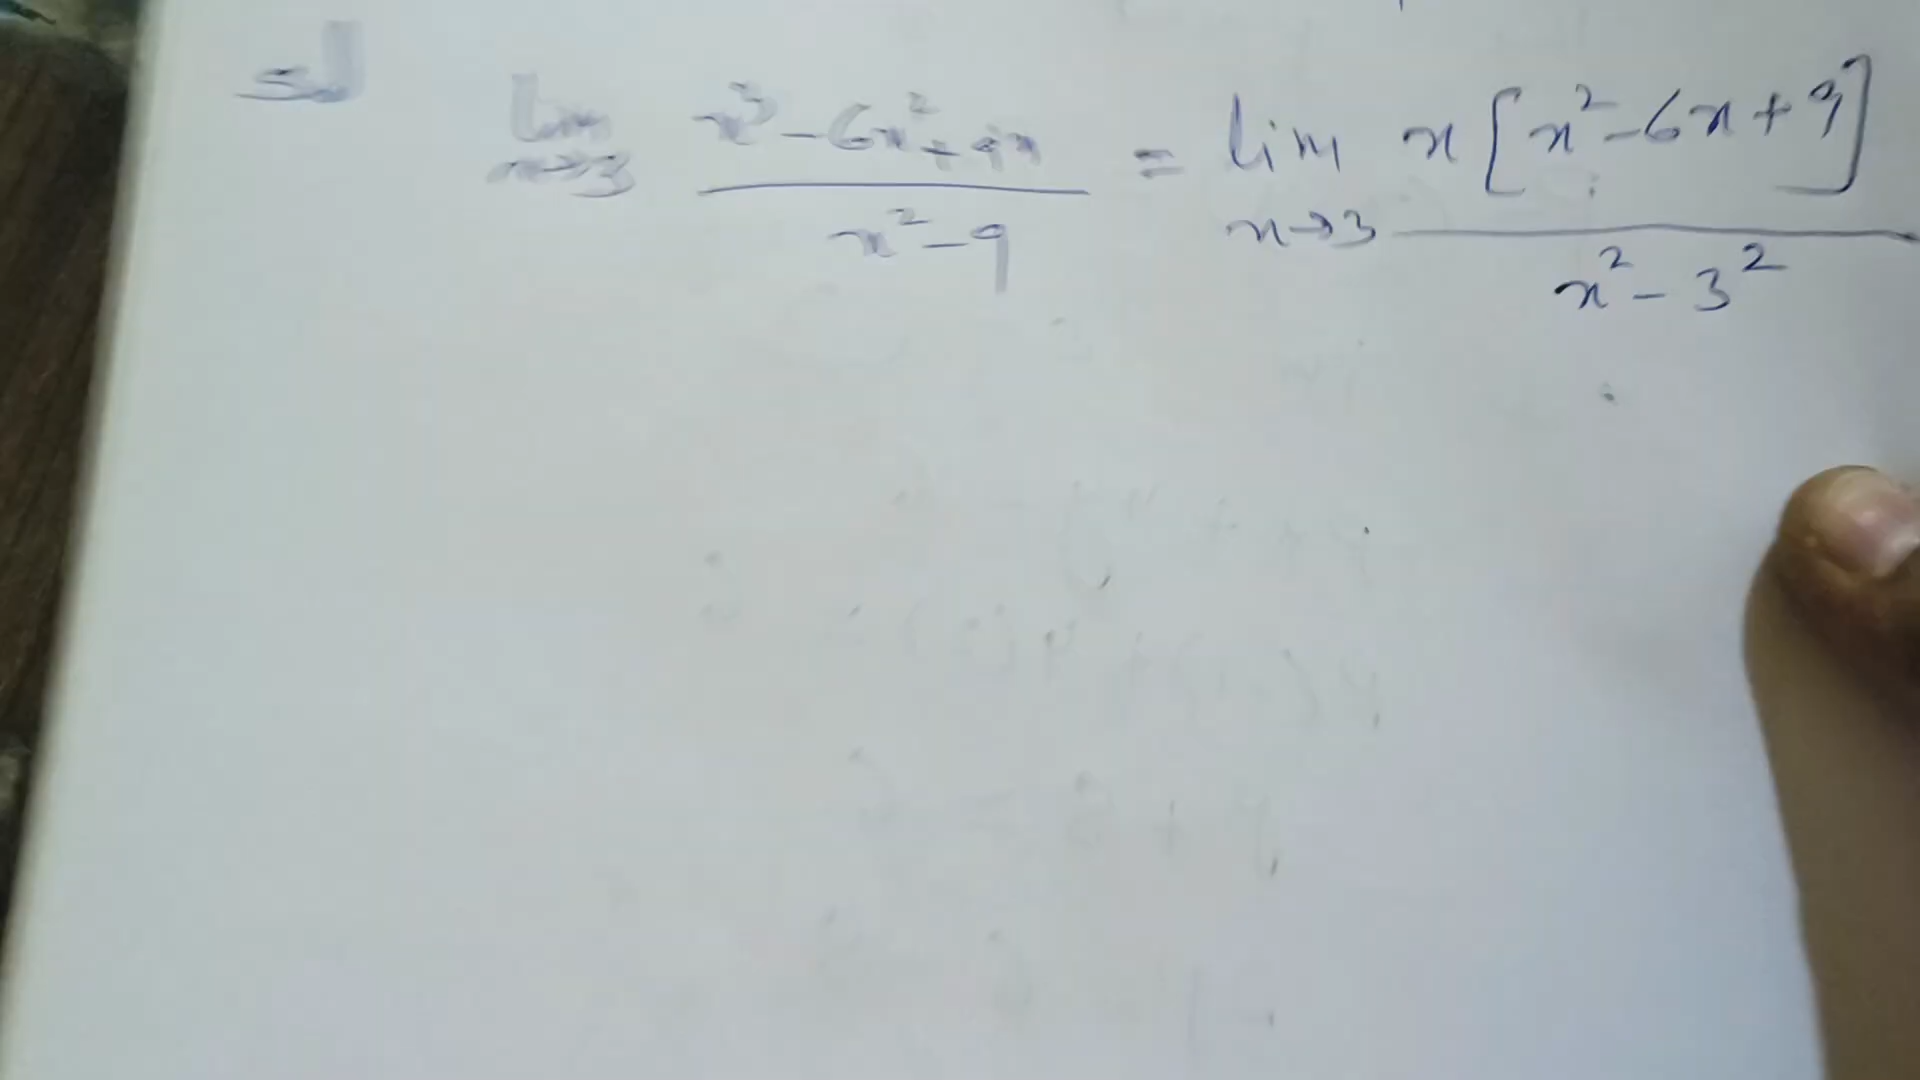 sol
lim x→3 x³ - 6x² + 9x / x² - 9 = lim x→3 x [x² - 6x + 9] / x² - 3²